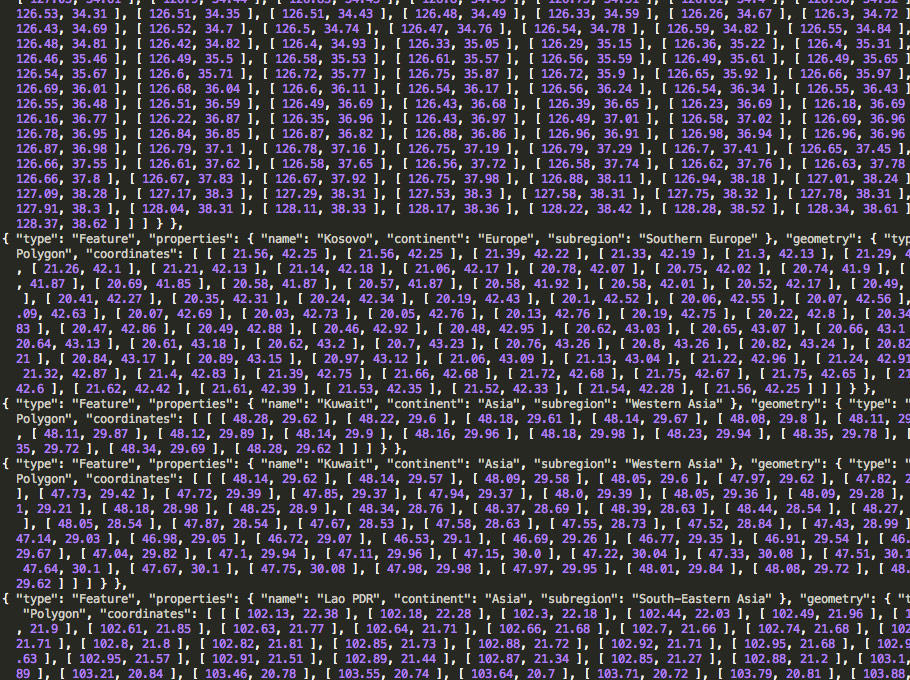 126.53, 34.31 ], [ 126.51, 34.35 ], [ 126.51, 34.43 ], [ 126.48, 34.49 ], [ 126.33, 34.59 ], [ 126.26, 34.67 ], [ 126.3, 34.72
126.43, 34.69 ], [ 126.51, 34.7 ], [ 126.5, 34.74 ], [ 126.47, 34.76 ], [ 126.54, 34.78 ], [ 126.59, 34.82 ], [ 126.55, 34.84 ],
126.48, 34.81 ], [ 126.42, 34.82 ], [ 126.4, 34.93 ], [ 126.33, 35.05 ], [ 126.29, 35.15 ], [ 126.36, 35.22 ], [ 126.4, 35.31 ],
126.46, 35.46 ], [ 126.49, 35.5 ], [ 126.58, 35.53 ], [ 126.61, 35.57 ], [ 126.56, 35.59 ], [ 126.49, 35.61 ], [ 126.49, 35.65 ]
126.54, 35.67 ], [ 126.6, 35.71 ], [ 126.72, 35.77 ], [ 126.75, 35.87 ], [ 126.72, 35.9 ], [ 126.65, 35.92 ], [ 126.66, 35.97 ],
126.69, 36.01 ], [ 126.68, 36.04 ], [ 126.6, 36.11 ], [ 126.54, 36.17 ], [ 126.56, 36.24 ], [ 126.54, 36.34 ], [ 126.55, 36.43 ]
126.55, 36.48 ], [ 126.51, 36.59 ], [ 126.49, 36.69 ], [ 126.43, 36.68 ], [ 126.39, 36.65 ], [ 126.23, 36.69 ], [ 126.18, 36.69
126.16, 36.77 ], [ 126.22, 36.87 ], [ 126.35, 36.96 ], [ 126.43, 36.97 ], [ 126.49, 37.01 ], [ 126.58, 37.02 ], [ 126.69, 36.96
126.78, 36.95 ], [ 126.84, 36.85 ], [ 126.87, 36.82 ], [ 126.88, 36.86 ], [ 126.96, 36.91 ], [ 126.98, 36.94 ], [ 126.96, 36.96
126.87, 36.98 ], [ 126.79, 37.1 ], [ 126.78, 37.16 ], [ 126.75, 37.19 ], [ 126.79, 37.29 ], [ 126.7, 37.41 ], [ 126.65, 37.45 ]
126.66, 37.55 ], [ 126.61, 37.62 ], [ 126.58, 37.65 ], [ 126.56, 37.72 ], [ 126.58, 37.74 ], [ 126.62, 37.76 ], [ 126.63, 37.78
126.66, 37.8 ], [ 126.67, 37.83 ], [ 126.67, 37.92 ], [ 126.75, 37.98 ], [ 126.88, 38.11 ], [ 126.94, 38.18 ], [ 127.01, 38.24
127.09, 38.28 ], [ 127.17, 38.3 ], [ 127.29, 38.31 ], [ 127.53, 38.3 ], [ 127.58, 38.31 ], [ 127.75, 38.32 ], [ 127.78, 38.31 ],
127.91, 38.3 ], [ 128.04, 38.31 ], [ 128.11, 38.33 ], [ 128.17, 38.36 ], [ 128.22, 38.42 ], [ 128.28, 38.52 ], [ 128.34, 38.61 ]
128.37, 38.62 ] ] ] } },
{ "type": "Feature", "properties": { "name": "Kosovo", "continent": "Europe", "subregion": "Southern Europe" }, "geometry": { "typ
Polygon", "coordinates": [ [ [ 21.56, 42.25 ], [ 21.56, 42.25 ], [ 21.39, 42.22 ], [ 21.33, 42.19 ], [ 21.3, 42.13 ], [ 21.29, 4
, [ 21.26, 42.1 ], [ 21.21, 42.13 ], [ 21.14, 42.18 ], [ 21.06, 42.17 ], [ 20.78, 42.07 ], [ 20.75, 42.02 ], [ 20.74, 41.9 ], [
, 41.87 ], [ 20.69, 41.85 ], [ 20.58, 41.87 ], [ 20.57, 41.87 ], [ 20.58, 41.92 ], [ 20.58, 42.01 ], [ 20.52, 42.17 ], [ 20.49,
], [ 20.41, 42.27 ], [ 20.35, 42.31 ], [ 20.24, 42.34 ], [ 20.19, 42.43 ], [ 20.1, 42.52 ], [ 20.06, 42.55 ], [ 20.07, 42.56 ],
.09, 42.63 ], [ 20.07, 42.69 ], [ 20.03, 42.73 ], [ 20.05, 42.76 ], [ 20.13, 42.76 ], [ 20.19, 42.75 ], [ 20.22, 42.8 ], [ 20.34
83 ], [ 20.47, 42.86 ], [ 20.49, 42.88 ], [ 20.46, 42.92 ], [ 20.48, 42.95 ], [ 20.62, 43.03 ], [ 20.65, 43.07 ], [ 20.66, 43.1
20.64, 43.13 ], [ 20.61, 43.18 ], [ 20.62, 43.2 ], [ 20.7, 43.23 ], [ 20.76, 43.26 ], [ 20.8, 43.26 ], [ 20.82, 43.24 ], [ 20.82
21 ], [ 20.84, 43.17 ], [ 20.89, 43.15 ], [ 20.97, 43.12 ], [ 21.06, 43.09 ], [ 21.13, 43.04 ], [ 21.22, 42.96 ], [ 21.24, 42.91
21.32, 42.87 ], [ 21.4, 42.83 ], [ 21.39, 42.75 ], [ 21.66, 42.68 ], [ 21.72, 42.68 ], [ 21.75, 42.67 ], [ 21.75, 42.65 ], [ 21
42.6 ], [ 21.62, 42.42 ], [ 21.61, 42.39 ], [ 21.53, 42.35 ], [ 21.52, 42.33 ], [ 21.54, 42.28 ], [ 21.56, 42.25 ] ] ] } },
{ "type": "Feature", "properties": { "name": "Kuwait", "continent": "Asia", "subregion": "Western Asia" }, "geometry": { "type": "
Polygon", "coordinates": [ [ [ 48.28, 29.62 ], [ 48.22, 29.6 ], [ 48.18, 29.61 ], [ 48.14, 29.67 ], [ 48.08, 29.8 ], [ 48.11, 29
, [ 48.11, 29.87 ], [ 48.12, 29.89 ], [ 48.14, 29.9 ], [ 48.16, 29.96 ], [ 48.18, 29.98 ], [ 48.23, 29.94 ], [ 48.35, 29.78 ], [
35, 29.72 ], [ 48.34, 29.69 ], [ 48.28, 29.62 ] ] ] } },
{ "type": "Feature", "properties": { "name": "Kuwait", "continent": "Asia", "subregion": "Western Asia" }, "geometry": { "type": "
Polygon", "coordinates": [ [ [ 48.14, 29.62 ], [ 48.14, 29.57 ], [ 48.09, 29.58 ], [ 48.05, 29.6 ], [ 47.97, 29.62 ], [ 47.82, 2
], [ 47.73, 29.42 ], [ 47.72, 29.39 ], [ 47.85, 29.37 ], [ 47.94, 29.37 ], [ 48.0, 29.39 ], [ 48.05, 29.36 ], [ 48.09, 29.28 ],
1, 29.21 ], [ 48.18, 28.98 ], [ 48.25, 28.9 ], [ 48.34, 28.76 ], [ 48.37, 28.69 ], [ 48.39, 28.63 ], [ 48.44, 28.54 ], [ 48.27,
], [ 48.05, 28.54 ], [ 47.87, 28.54 ], [ 47.67, 28.53 ], [ 47.58, 28.63 ], [ 47.55, 28.73 ], [ 47.52, 28.84 ], [ 47.43, 28.99 ]
47.14, 29.03 ], [ 46.98, 29.05 ], [ 46.72, 29.07 ], [ 46.53, 29.1 ], [ 46.69, 29.26 ], [ 46.77, 29.35 ], [ 46.91, 29.54 ], [ 46.
29.67 ], [ 47.04, 29.82 ], [ 47.1, 29.94 ], [ 47.11, 29.96 ], [ 47.15, 30.0 ], [ 47.22, 30.04 ], [ 47.33, 30.08 ], [ 47.51, 30.1
47.64, 30.1 ], [ 47.67, 30.1 ], [ 47.75, 30.08 ], [ 47.98, 29.98 ], [ 47.97, 29.95 ], [ 48.01, 29.84 ], [ 48.08, 29.72 ], [ 48.
29.62 ] ] ] } },
{ "type": "Feature", "properties": { "name": "Lao PDR", "continent": "Asia", "subregion": "South-Eastern Asia" }, "geometry": { "t
"Polygon", "coordinates": [ [ [ 102.13, 22.38 ], [ 102.18, 22.28 ], [ 102.3, 22.18 ], [ 102.44, 22.03 ], [ 102.49, 21.96 ], [ 1
, 21.9 ], [ 102.61, 21.85 ], [ 102.63, 21.77 ], [ 102.64, 21.71 ], [ 102.66, 21.68 ], [ 102.7, 21.66 ], [ 102.74, 21.68 ], [ 102
21.71 ], [ 102.8, 21.8 ], [ 102.82, 21.81 ], [ 102.85, 21.73 ], [ 102.88, 21.72 ], [ 102.92, 21.71 ], [ 102.95, 21.68 ], [ 102.9
.63 ], [ 102.95, 21.57 ], [ 102.91, 21.51 ], [ 102.89, 21.44 ], [ 102.87, 21.34 ], [ 102.85, 21.27 ], [ 102.88, 21.2 ], [ 103.1,
89 ], [ 103.21, 20.84 ], [ 103.46, 20.78 ], [ 103.55, 20.74 ], [ 103.64, 20.7 ], [ 103.71, 20.72 ], [ 103.79, 20.81 ], [ 103.88,